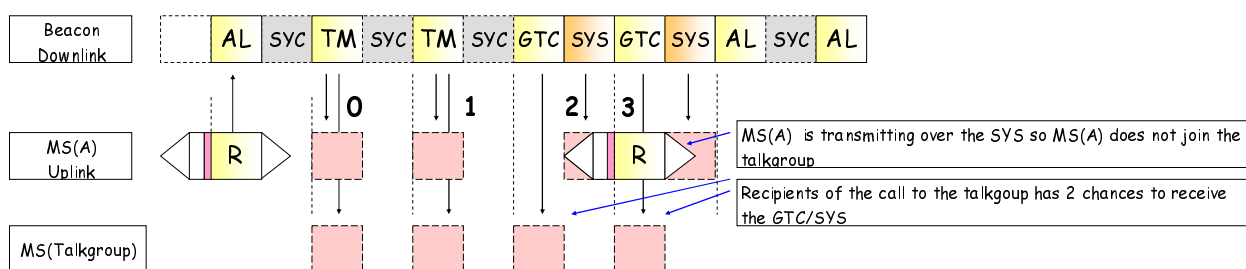 Beacon
Downlink
AL SYC TM SYC TM SYC GTC SYS GTC SYS AL SYC AL
0 1 2 3
MS(A)
Uplink
R R
MS(A) is transmitting over the SYS so MS(A) does not join the
talkgroup
Recipients of the call to the talkgoup has 2 chances to receive
the GTC/SYS
MS(Talkgroup)